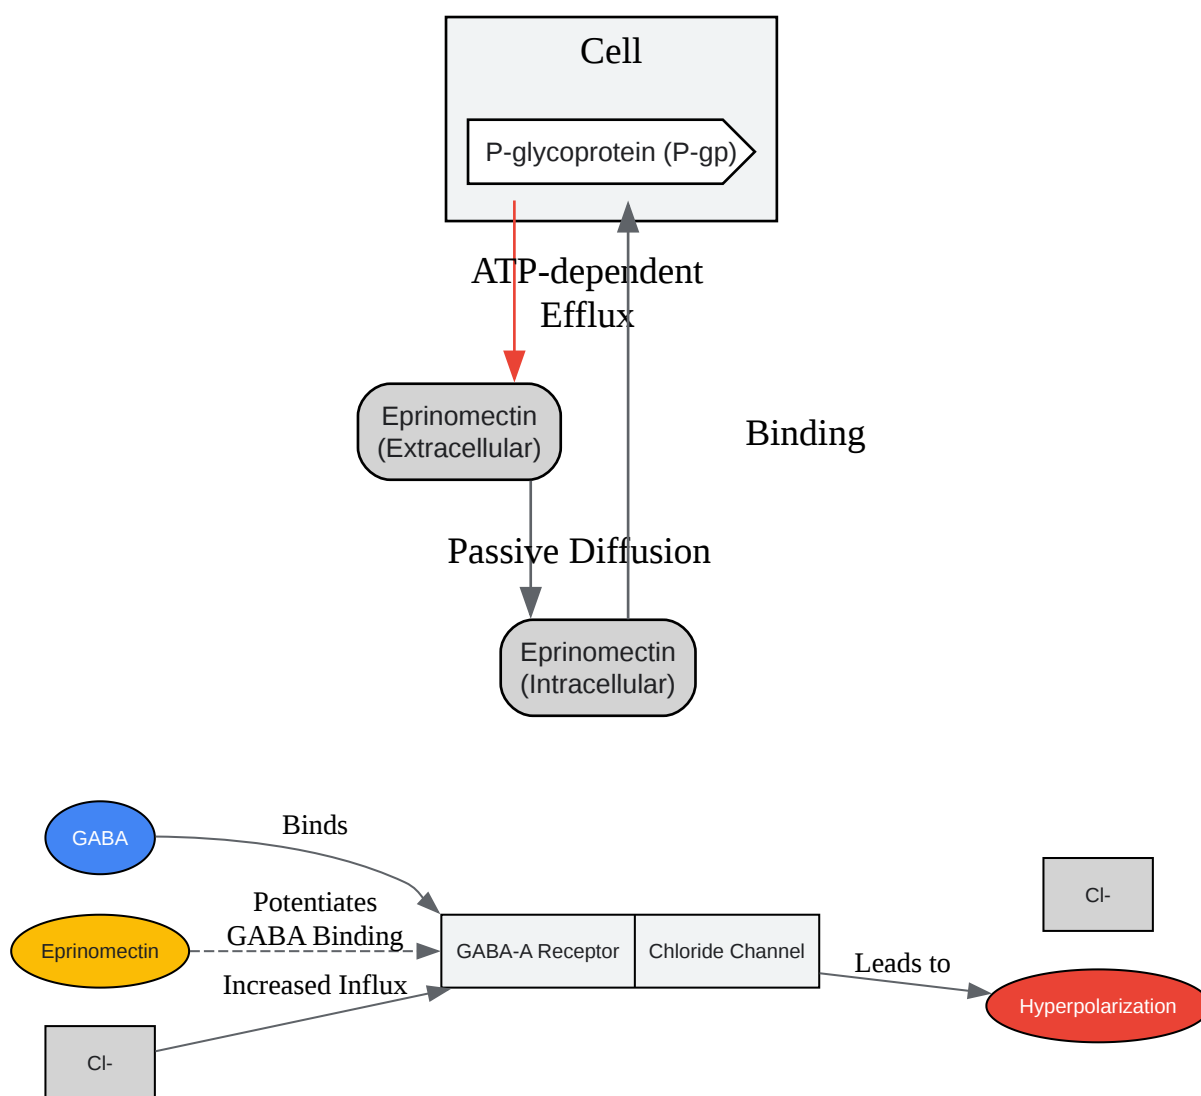 Cell
P-glycoprotein (P-gp)
ATP-dependent
Efflux
Eprinomectin
(Extracellular)
Binding
Passive Diffusion
Eprinomectin
(Intracellular)
GABA
Binds
Cl-
Potentiates
GABA Binding
Eprinomectin
GABA-A Receptor
Chloride Channel
Leads to
Increased Influx
Hyperpolarization
Cl-